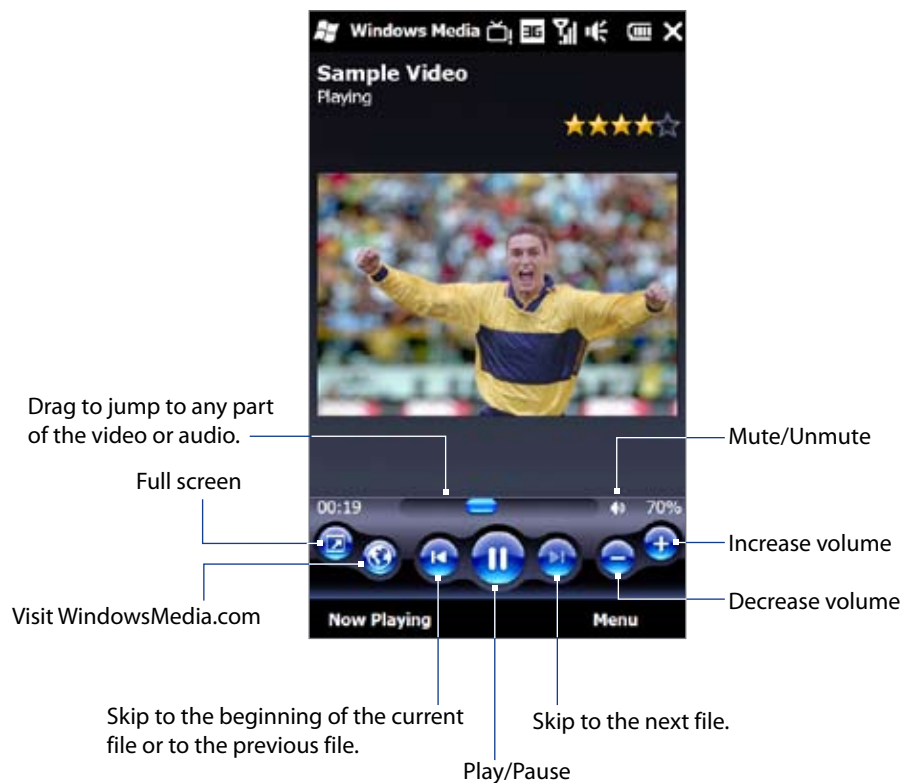 Windows Media
3G
Sample Video
Playing
Drag to jump to any part
of the video or audio.
Mute/Unmute
Full screen
00:19
70%
Increase volume
Decrease volume
Visit WindowsMedia.com
Now Playing
Menu
Skip to the beginning of the current
file or to the previous file.
Skip to the next file.
Play/Pause